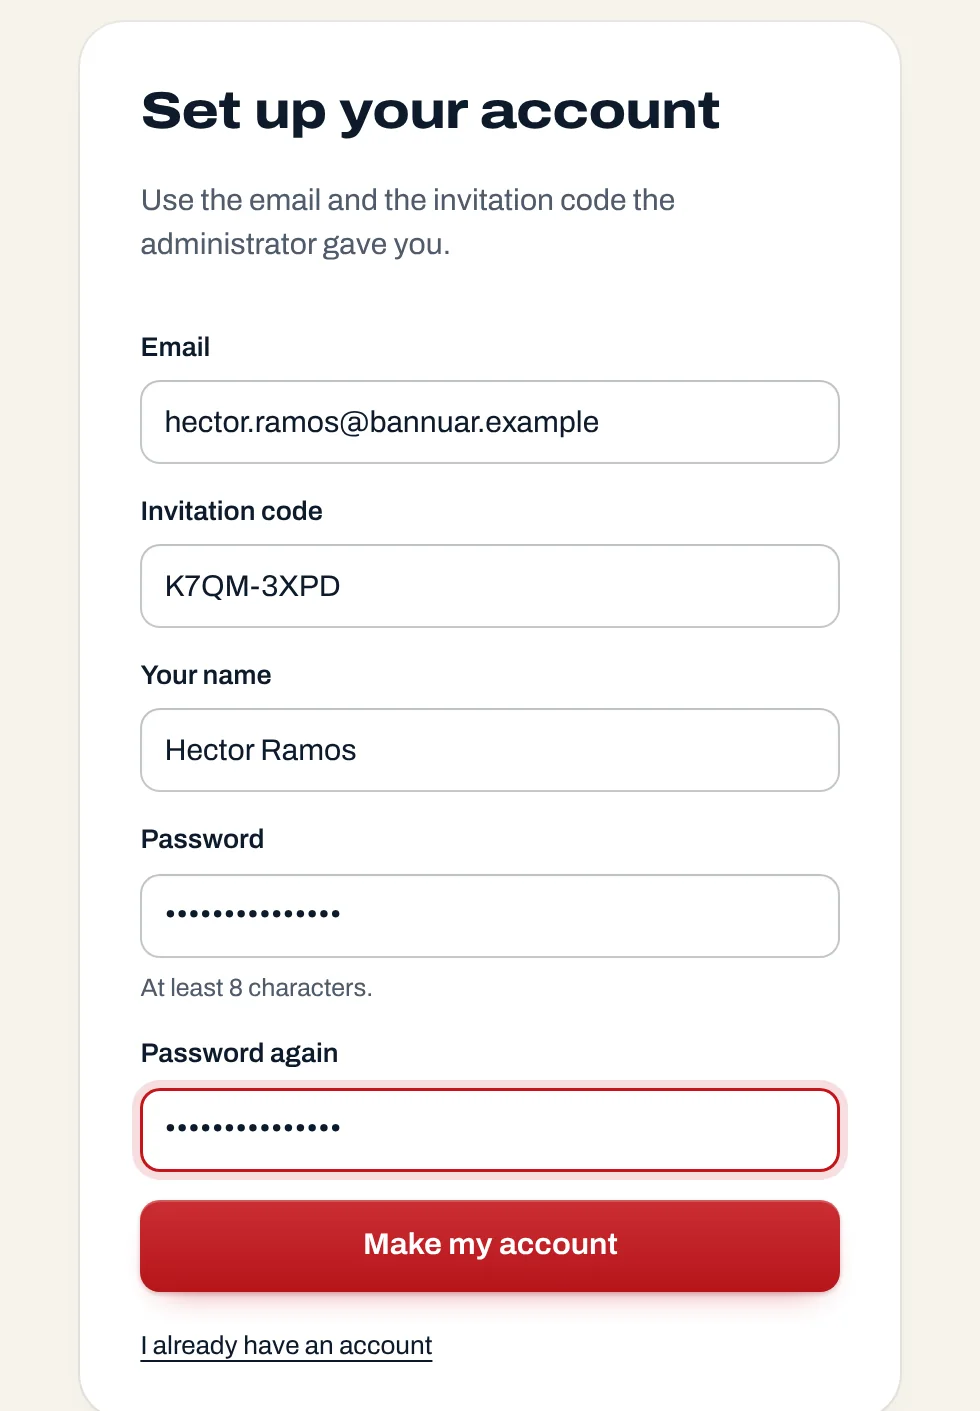 Set up your account
Use the email and the invitation code the
administrator gave you.
Email
hector.ramos@bannuar.example
Invitation code
K7QM-3XPD
Your name
Hector Ramos
Password
•••••••••••••••
At least 8 characters.
Password again
•••••••••••••••
Make my account
I already have an account